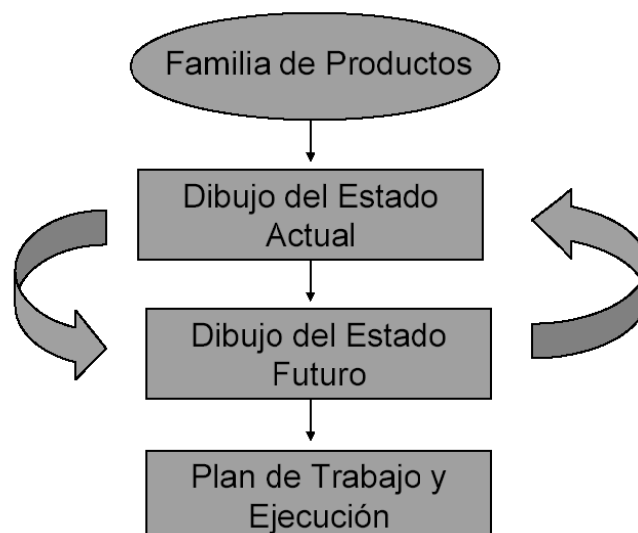 Familia de Productos
Dibujo del Estado
Actual
Dibujo del Estado
Futuro
Plan de Trabajo y
Ejecución